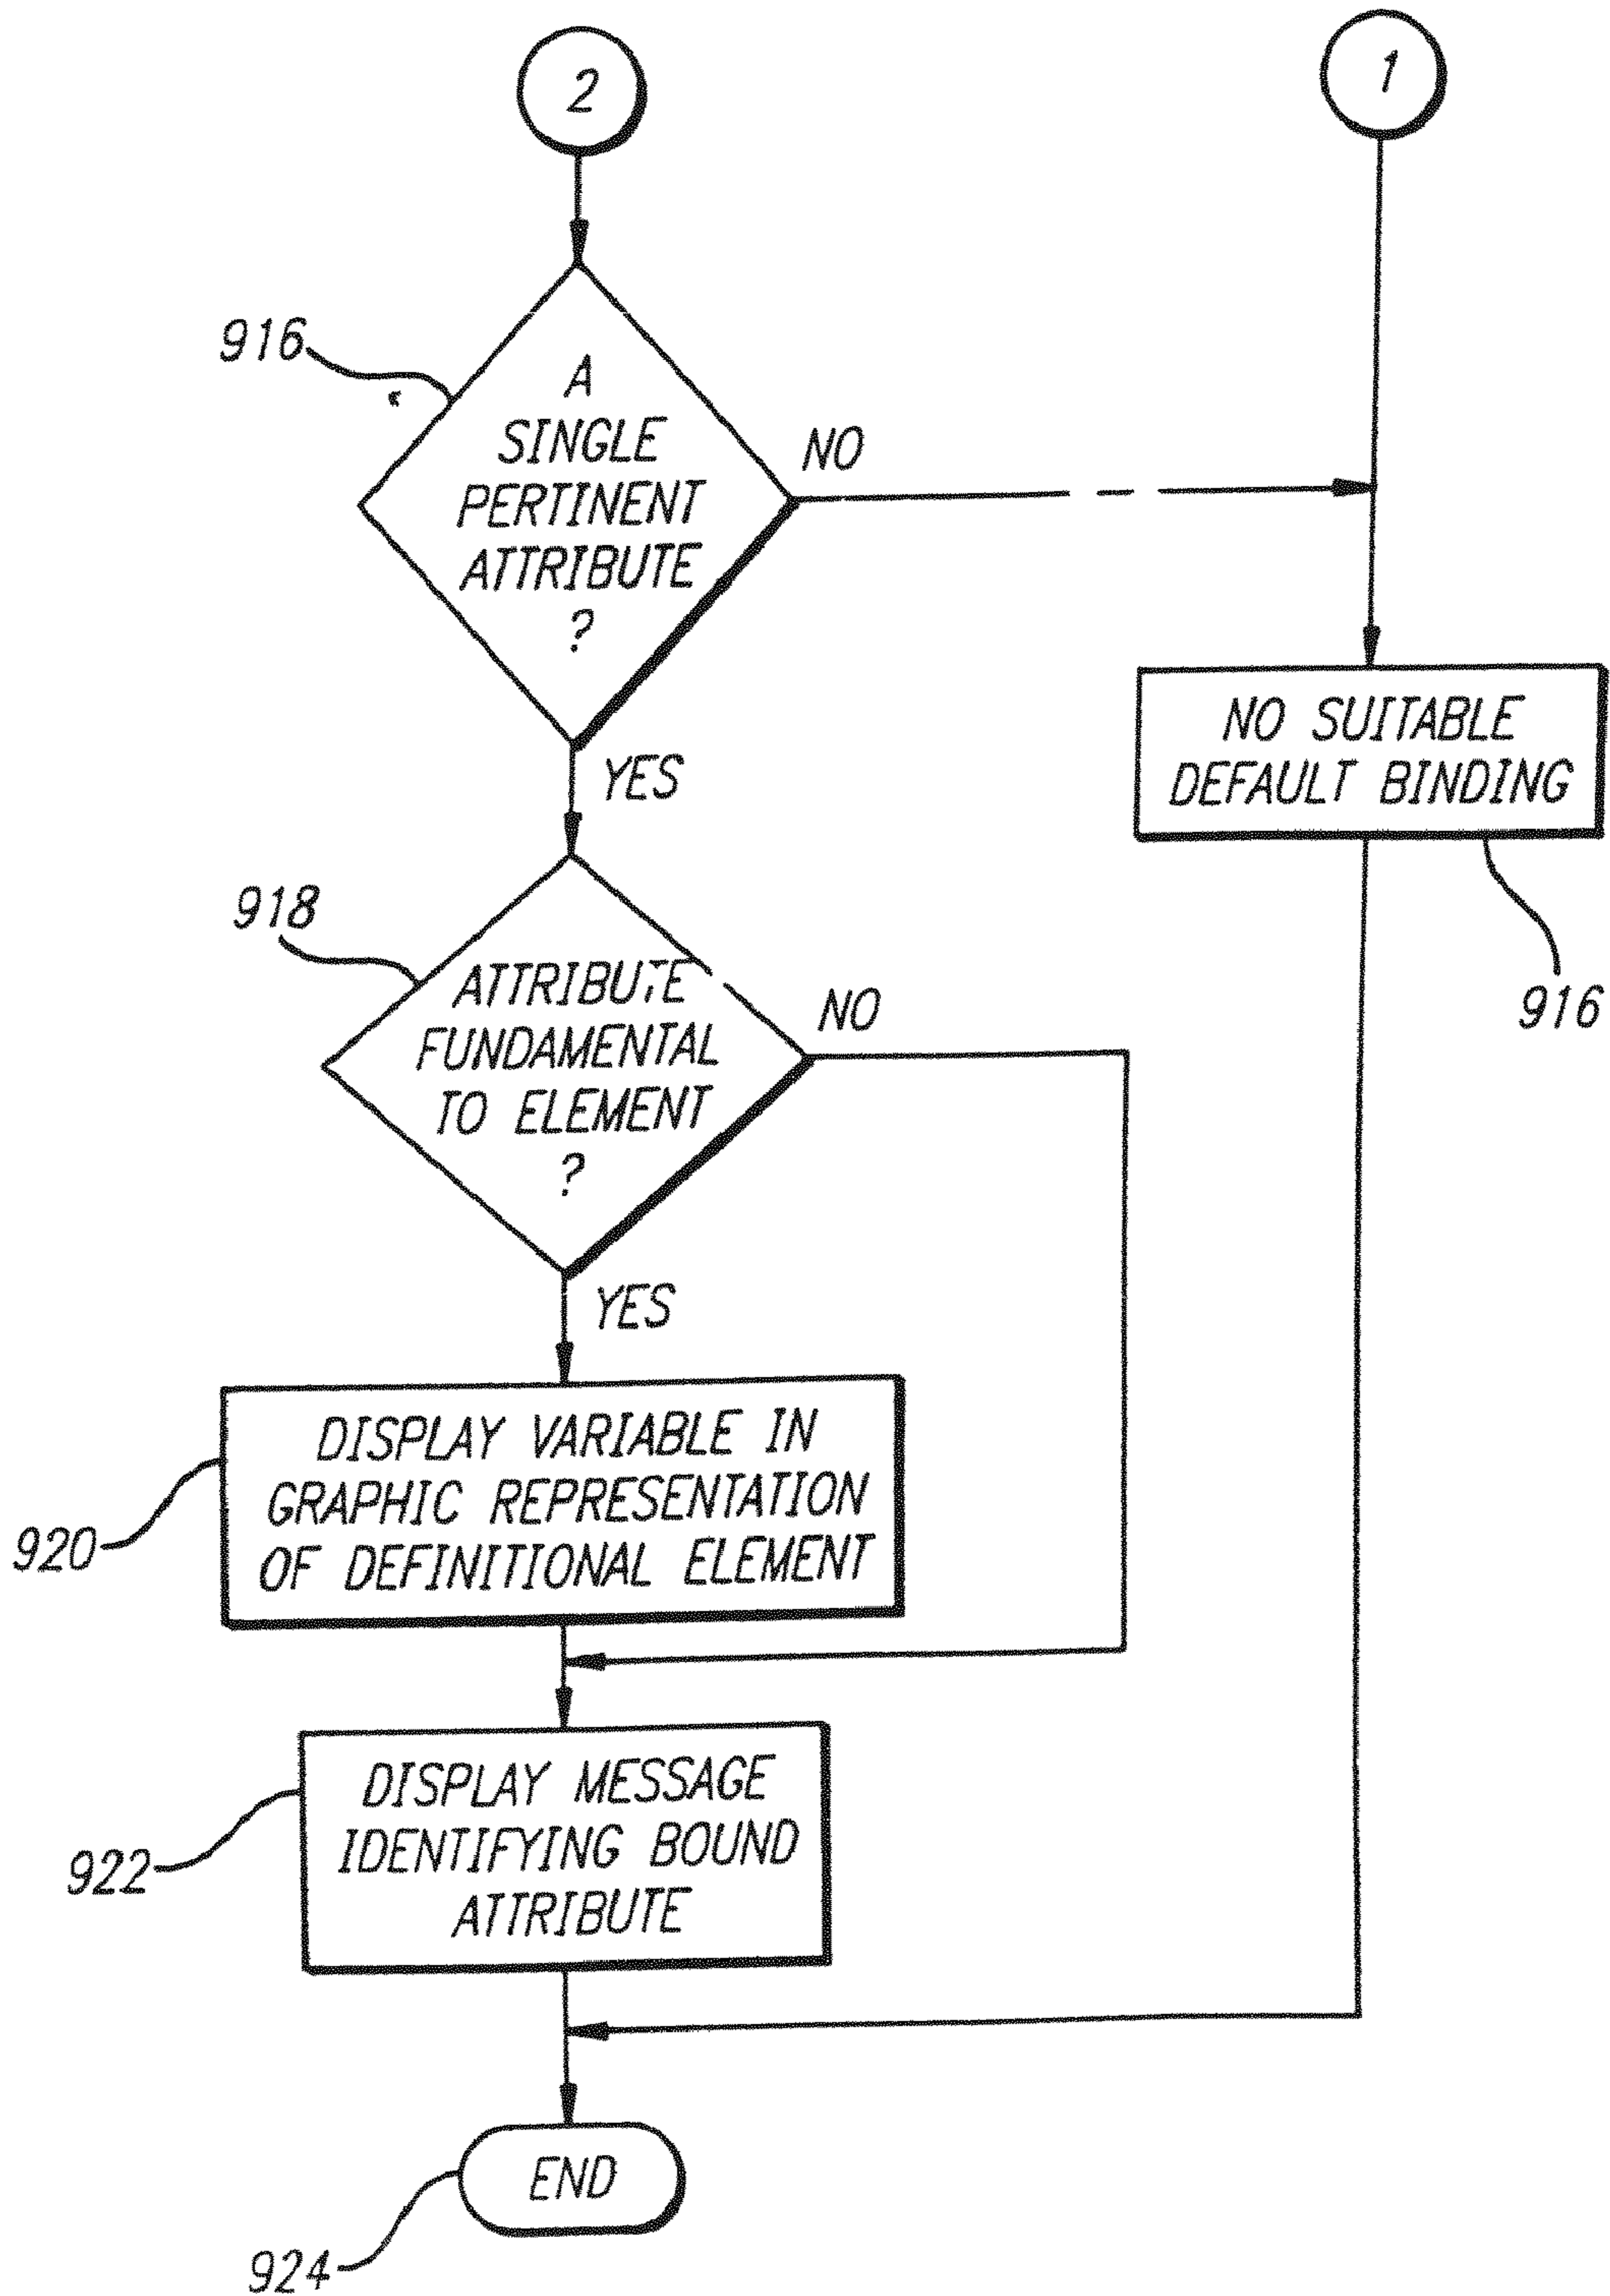 2
1
916
A
SINGLE
PERTINENT
ATTRIBUTE
?
NO
YES
NO SUITABLE
DEFAULT BINDING
916
918
ATTRIBUTE
FUNDAMENTAL
TO ELEMENT
?
NO
YES
920
DISPLAY VARIABLE IN
GRAPHIC REPRESENTATION
OF DEFINITIONAL ELEMENT
922
DISPLAY MESSAGE
IDENTIFYING BOUND
ATTRIBUTE
END
924